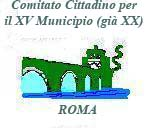 Comitato Cittadino per
il XV Municipio (già XX)
ROMA